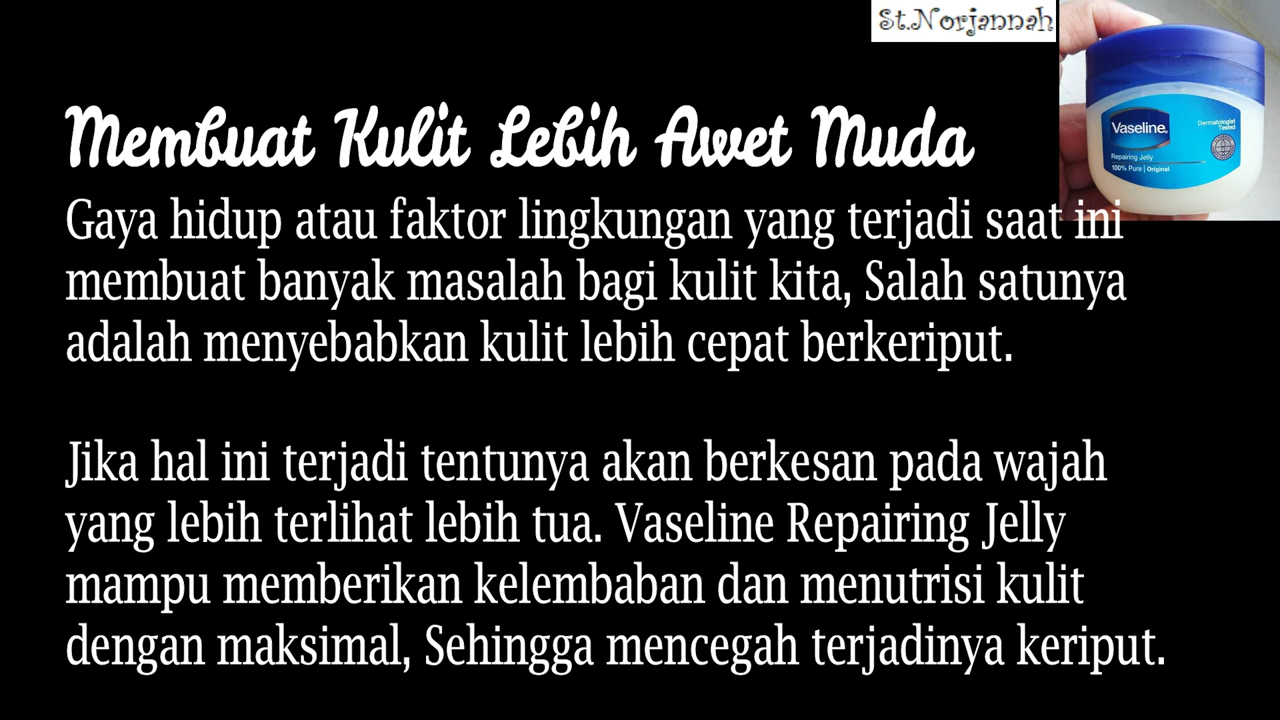 St.Norjannah
Vaseline.
Dermatologist
Tested
Repairing Jelly
100% Pure | Original
Membuat Kulit Lebih Awet Muda
Gaya hidup atau faktor lingkungan yang terjadi saat ini
membuat banyak masalah bagi kulit kita, Salah satunya
adalah menyebabkan kulit lebih cepat berkeriput.
Jika hal ini terjadi tentunya akan berkesan pada wajah
yang lebih terlihat lebih tua. Vaseline Repairing Jelly
mampu memberikan kelembaban dan menutrisi kulit
dengan maksimal, Sehingga mencegah terjadinya keriput.